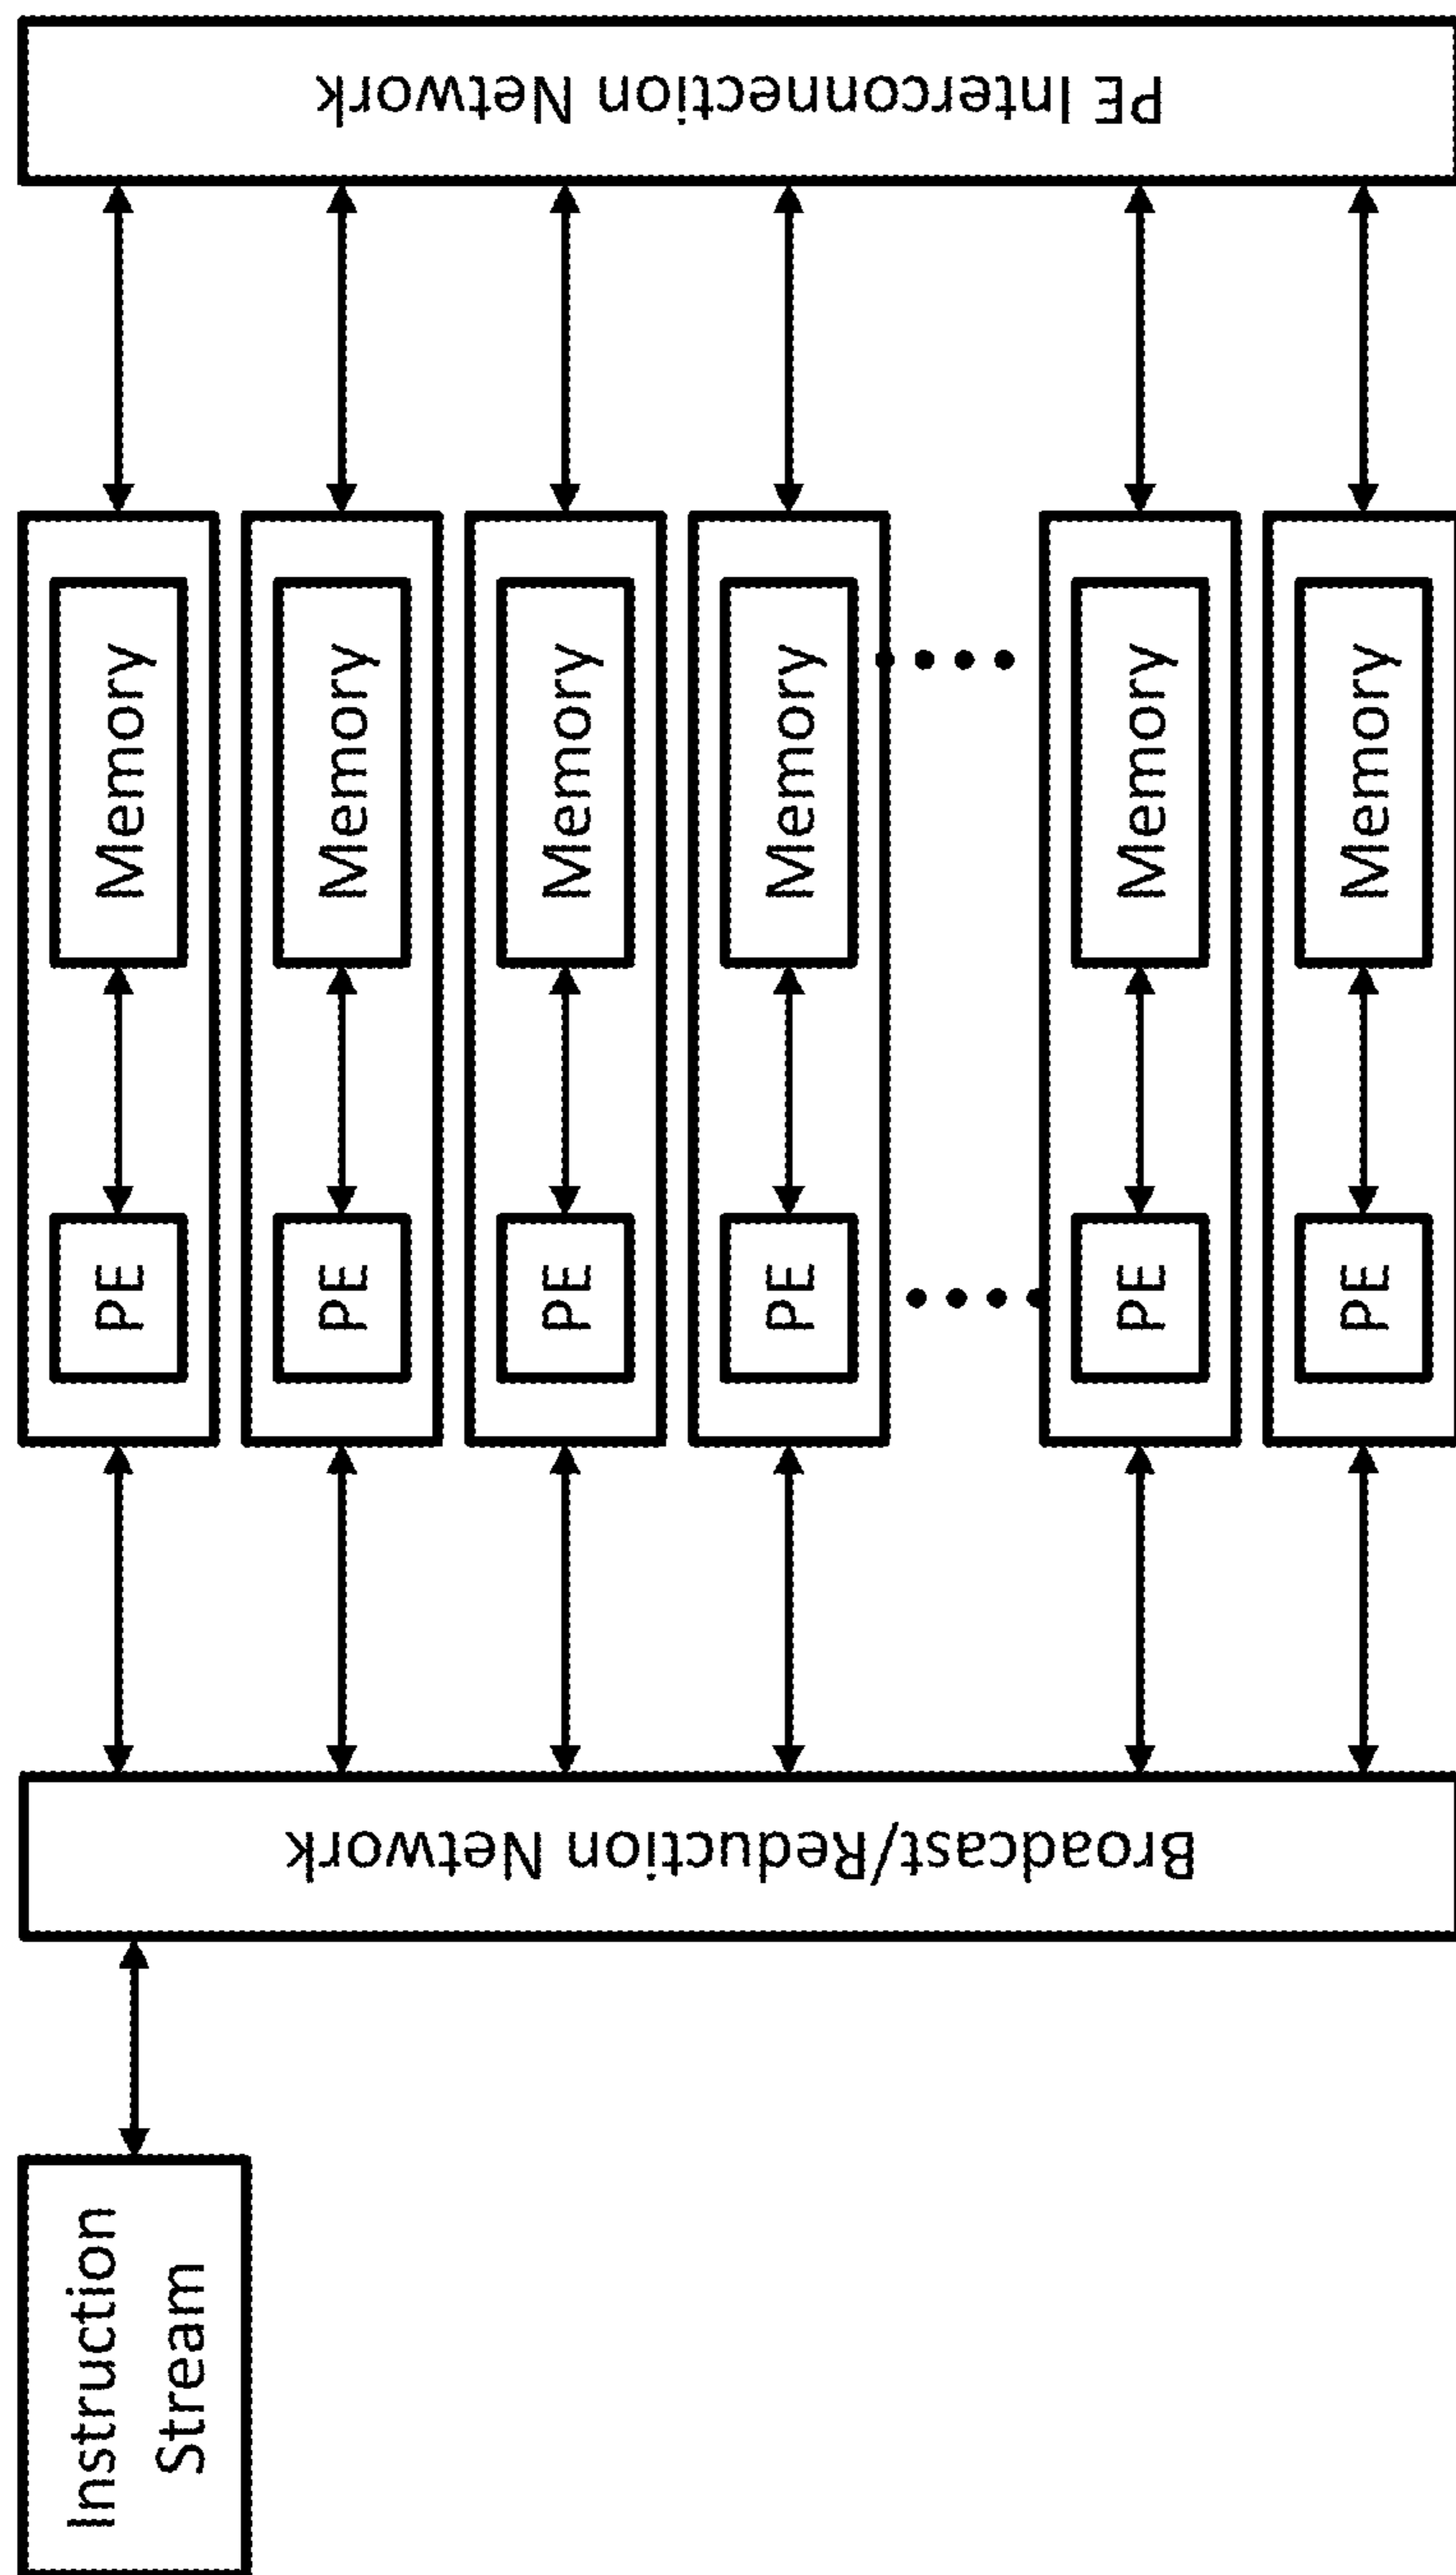 PE Interconnection Network
Memory
Memory
Memory
Memory
Memory
Memory
PE
PE
PE
PE
PE
PE
Broadcast/Reduction Network
Instruction
Stream